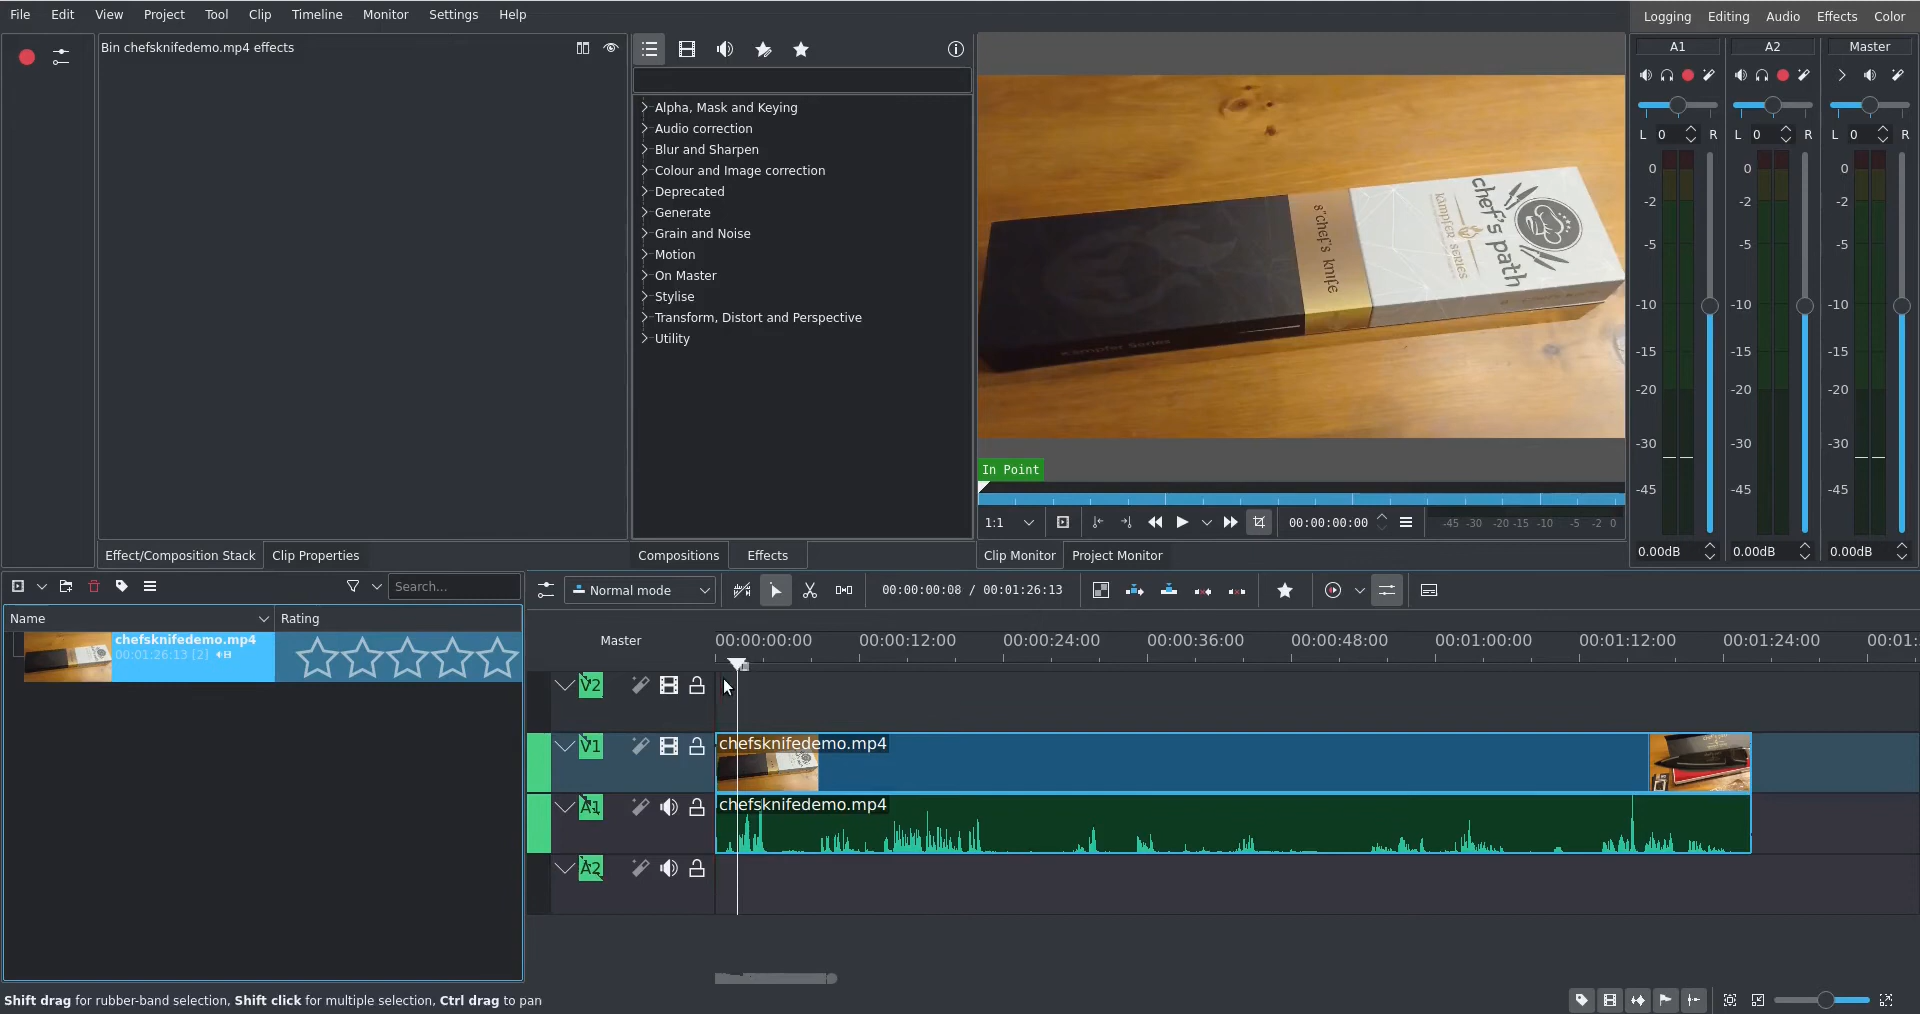 File Edit View Project Tool Clip Timeline Monitor Settings Help
Logging Editing Audio Effects Color
Bin chefsknifedemo.mp4 effects
A1 A2 Master
Alpha, Mask and Keying
Audio correction
Blur and Sharpen
Colour and Image correction
Deprecated
Generate
Grain and Noise
Motion
On Master
Stylise
Transform, Distort and Perspective
Utility
8"chef's knife
KAMPFER SERIES
chef's path
Kampfer Series
L 0 R L 0 R L 0 R
0 0 0
-2 -2 -2
-5 -5 -5
-10 -10 -10
-15 -15 -15
-20 -20 -20
-30 -30 -30
-45 -45 -45
0.00dB 0.00dB 0.00dB
In Point
1:1 00:00:00:00 -45 -30 -20 -15 -10 -5 -2 0
Effect/Composition Stack Clip Properties
Compositions Effects
Clip Monitor Project Monitor
Search...
Name Rating
chefsknifedemo.mp4
00:01:26:13 [2]
Normal mode 00:00:00:08 / 00:01:26:13
Master 00:00:00:00 00:00:12:00 00:00:24:00 00:00:36:00 00:00:48:00 00:01:00:00 00:01:12:00 00:01:24:00 00:01:
V2
V1 chefsknifedemo.mp4
A1 chefsknifedemo.mp4
A2
Shift drag for rubber-band selection, Shift click for multiple selection, Ctrl drag to pan